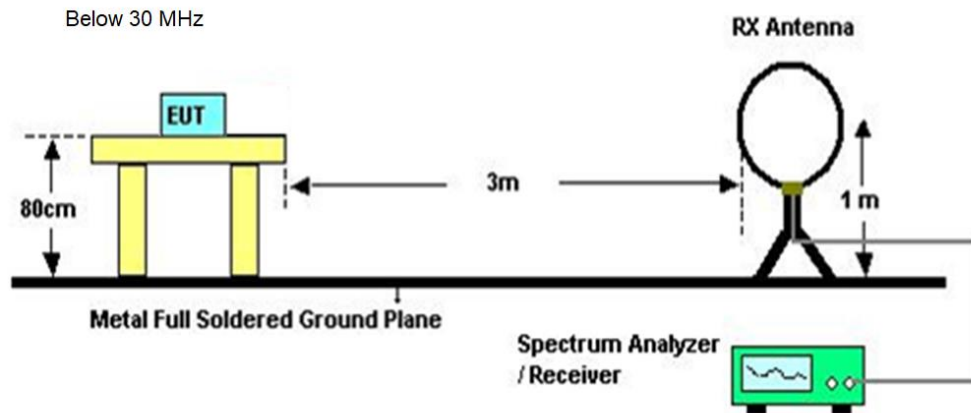 Below 30 MHz
RX Antenna
EUT
3m
80cm
1 m
Metal Full Soldered Ground Plane
Spectrum Analyzer
/ Receiver